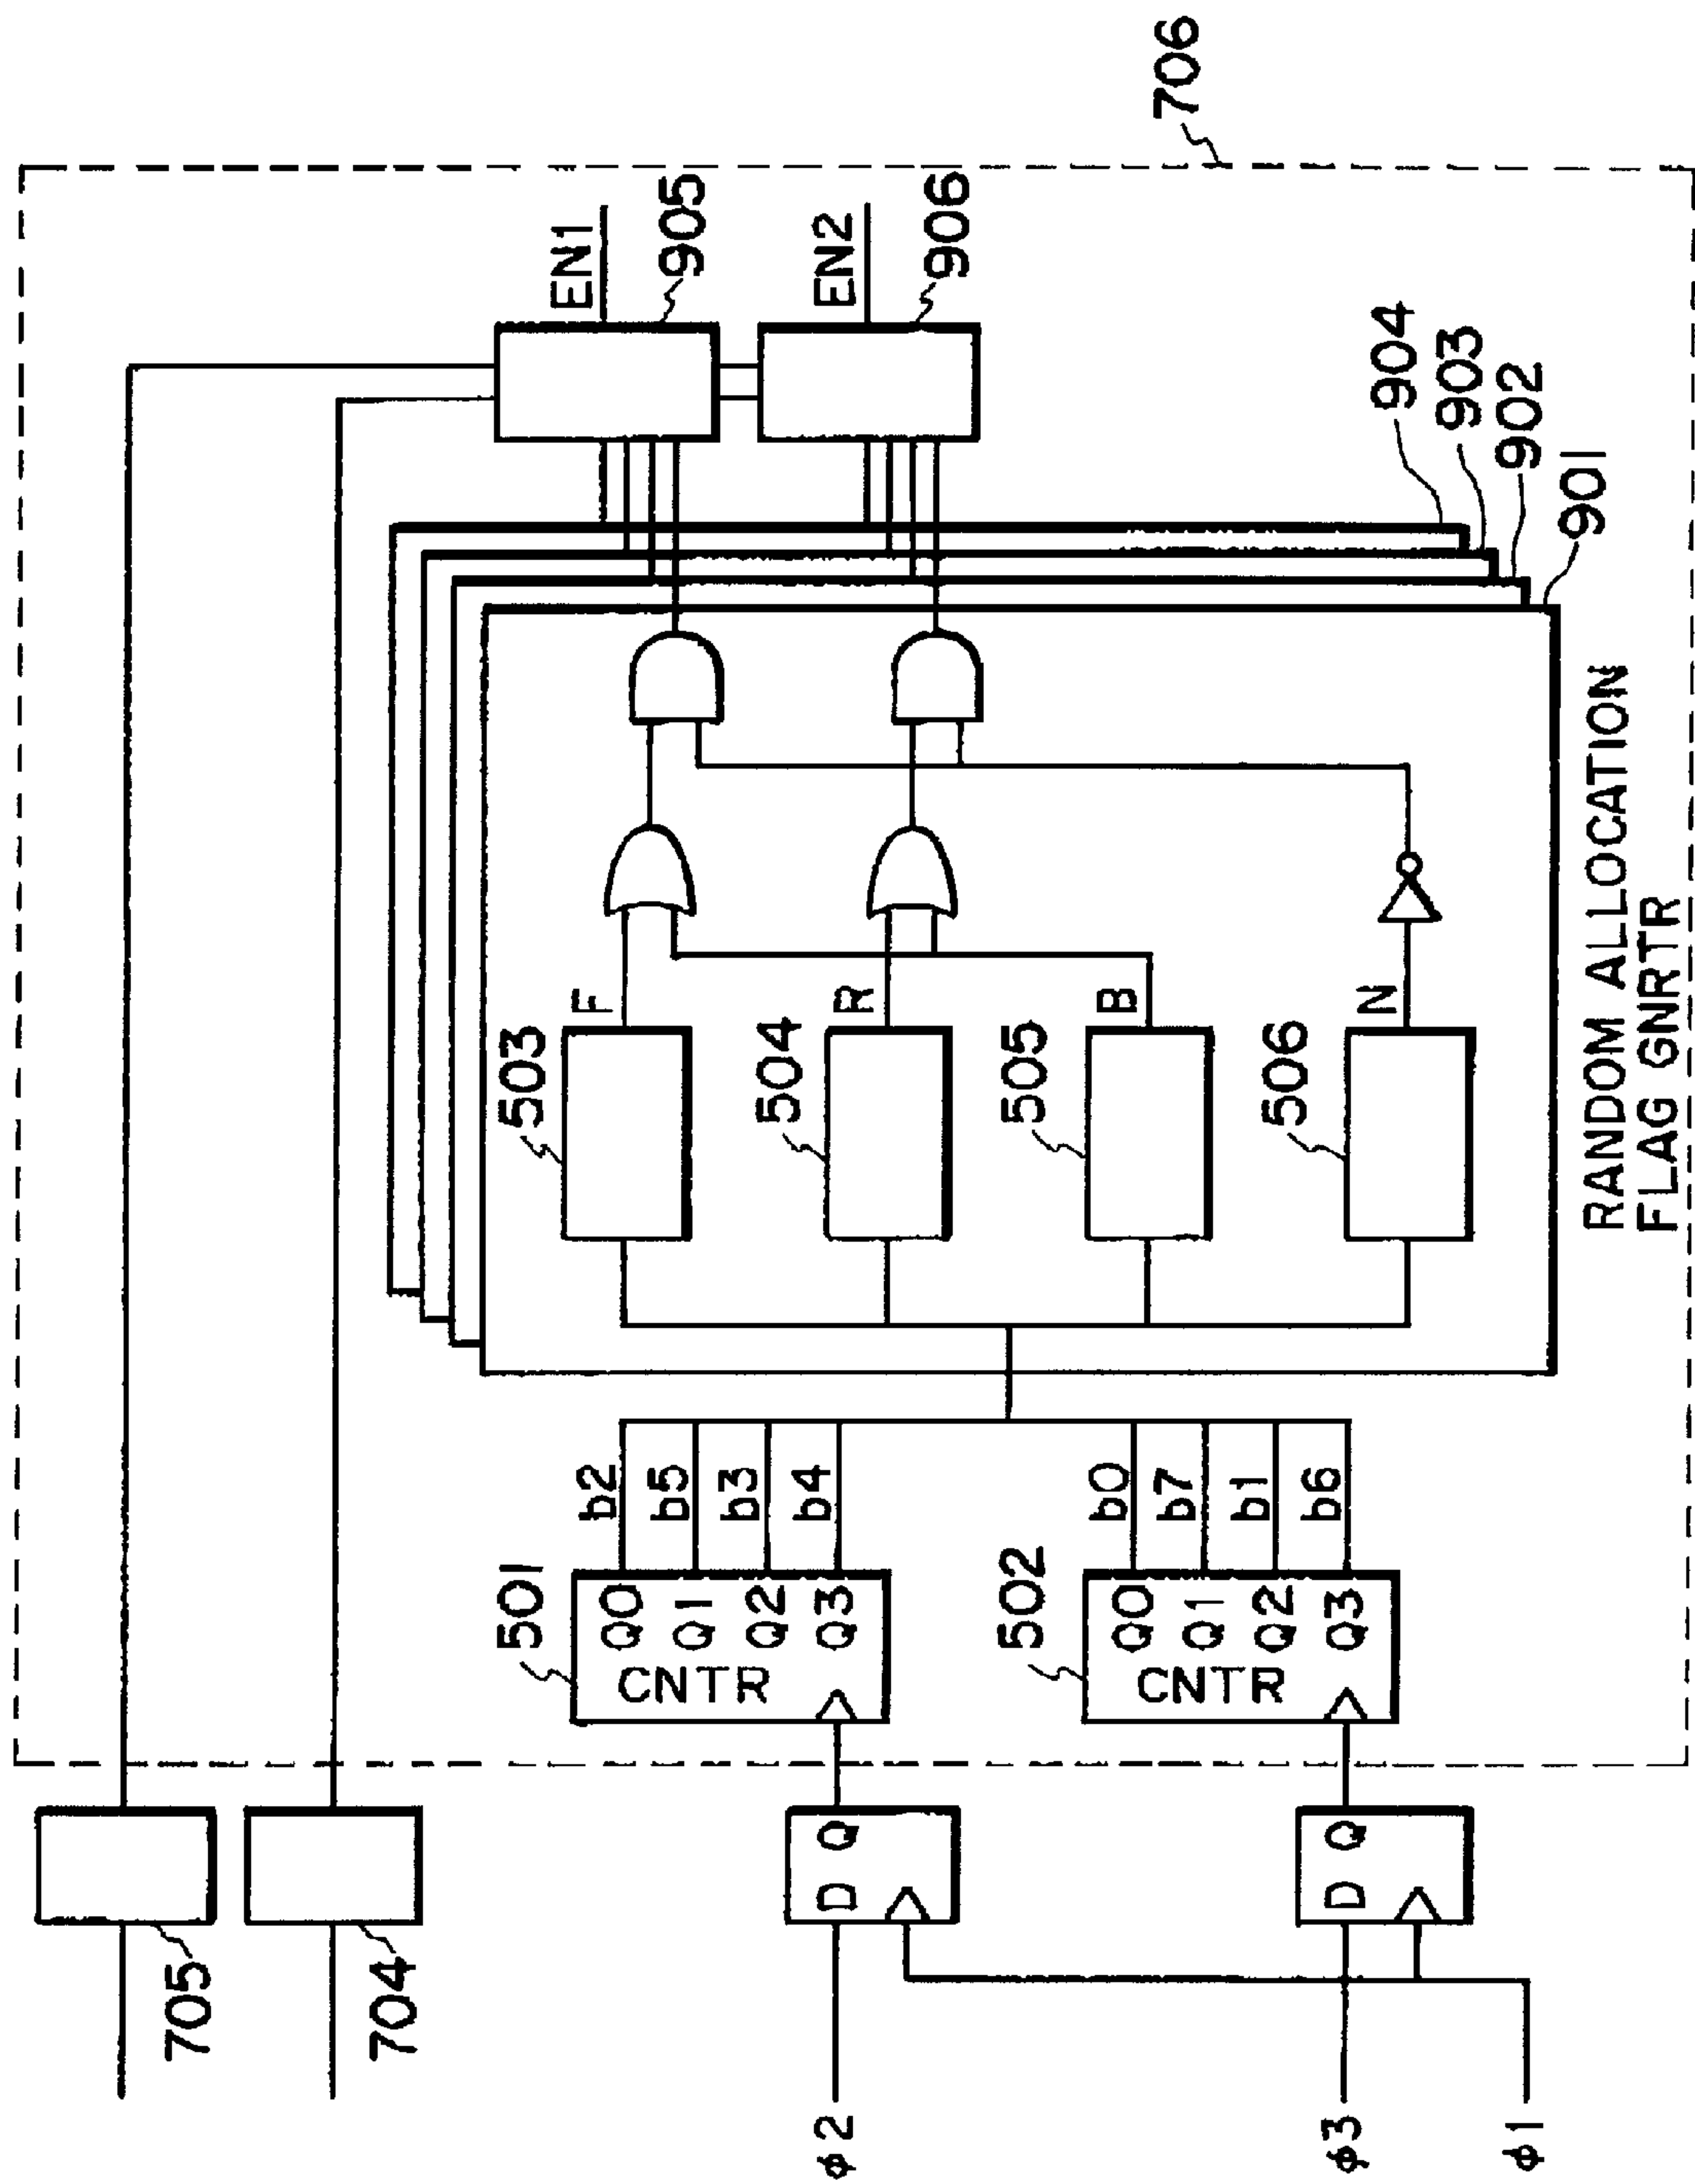 706
EN1
905
EN2
906
904
903
902
901
F
503
R
504
B
505
N
506
RANDOM ALLOCATION
FLAG GNRTR
b2
b5
b3
b4
501
Q0
Q1
Q2
Q3
CNTR
b0
b7
b1
b6
502
Q0
Q1
Q2
Q3
CNTR
705
704
D Q
D Q
φ2
φ3
φ1